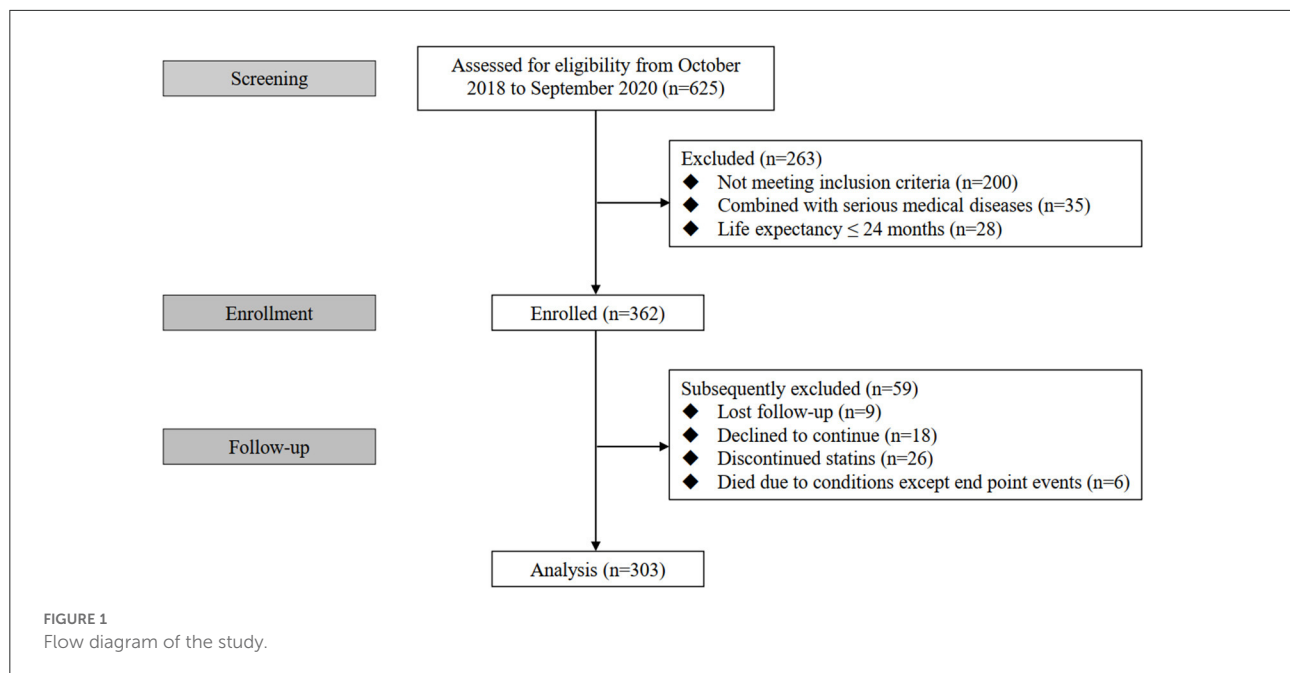 Screening
Assessed for eligibility from October
2018 to September 2020 (n=625)
Excluded (n=263)
◆ Not meeting inclusion criteria (n=200)
◆ Combined with serious medical diseases (n=35)
◆ Life expectancy ≤ 24 months (n=28)
Enrollment
Enrolled (n=362)
Subsequently excluded (n=59)
◆ Lost follow-up (n=9)
◆ Declined to continue (n=18)
◆ Discontinued statins (n=26)
◆ Died due to conditions except end point events (n=6)
Follow-up
Analysis (n=303)
FIGURE 1
Flow diagram of the study.